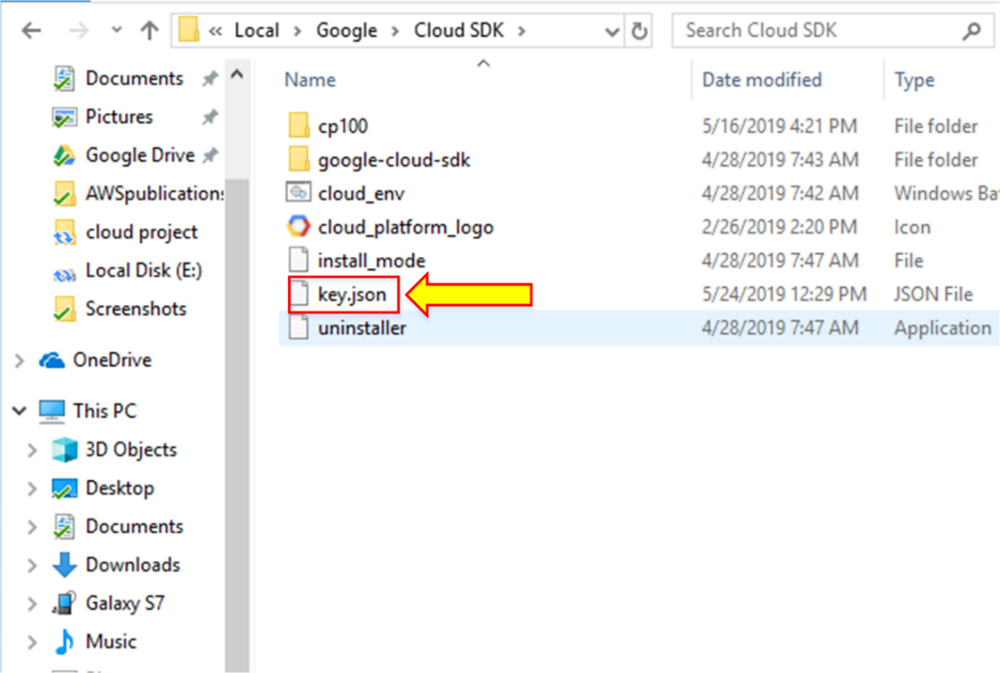 « Local > Google > Cloud SDK > Search Cloud SDK
Documents
Pictures
Google Drive
AWSpublications
cloud project
Local Disk (E:)
Screenshots
OneDrive
This PC
3D Objects
Desktop
Documents
Downloads
Galaxy S7
Music
Name Date modified Type
cp100 5/16/2019 4:21 PM File folder
google-cloud-sdk 4/28/2019 7:43 AM File folder
cloud_env 4/28/2019 7:42 AM Windows Bat
cloud_platform_logo 2/26/2019 2:20 PM Icon
install_mode 4/28/2019 7:47 AM File
key.json 5/24/2019 12:29 PM JSON File
uninstaller 4/28/2019 7:47 AM Application